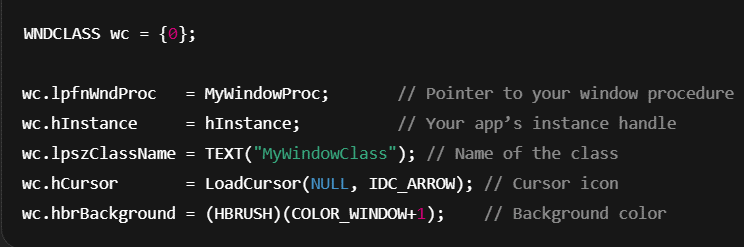 WNDCLASS wc = {0};
wc.lpfnWndProc   = MyWindowProc;       // Pointer to your window procedure
wc.hInstance     = hInstance;          // Your app’s instance handle
wc.lpszClassName = TEXT("MyWindowClass"); // Name of the class
wc.hCursor       = LoadCursor(NULL, IDC_ARROW); // Cursor icon
wc.hbrBackground = (HBRUSH)(COLOR_WINDOW+1);    // Background color